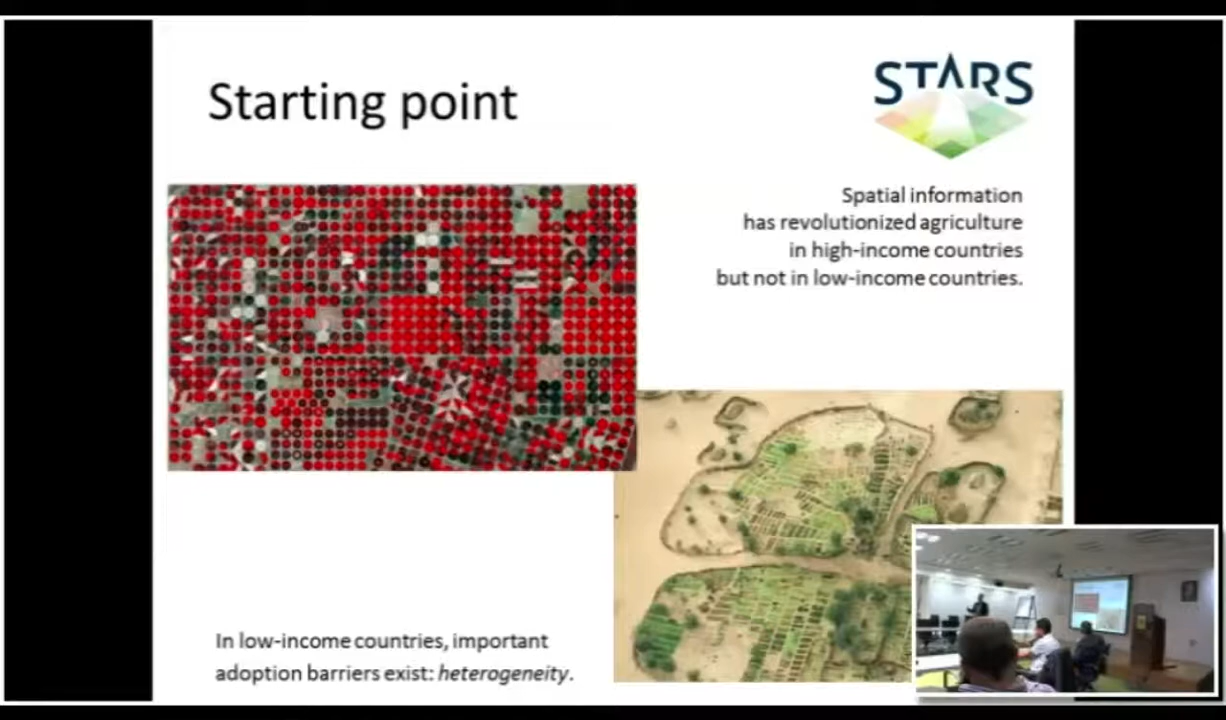 Starting point
STARS
Spatial information
has revolutionized agriculture
in high-income countries
but not in low-income countries.
In low-income countries, important
adoption barriers exist: heterogeneity.